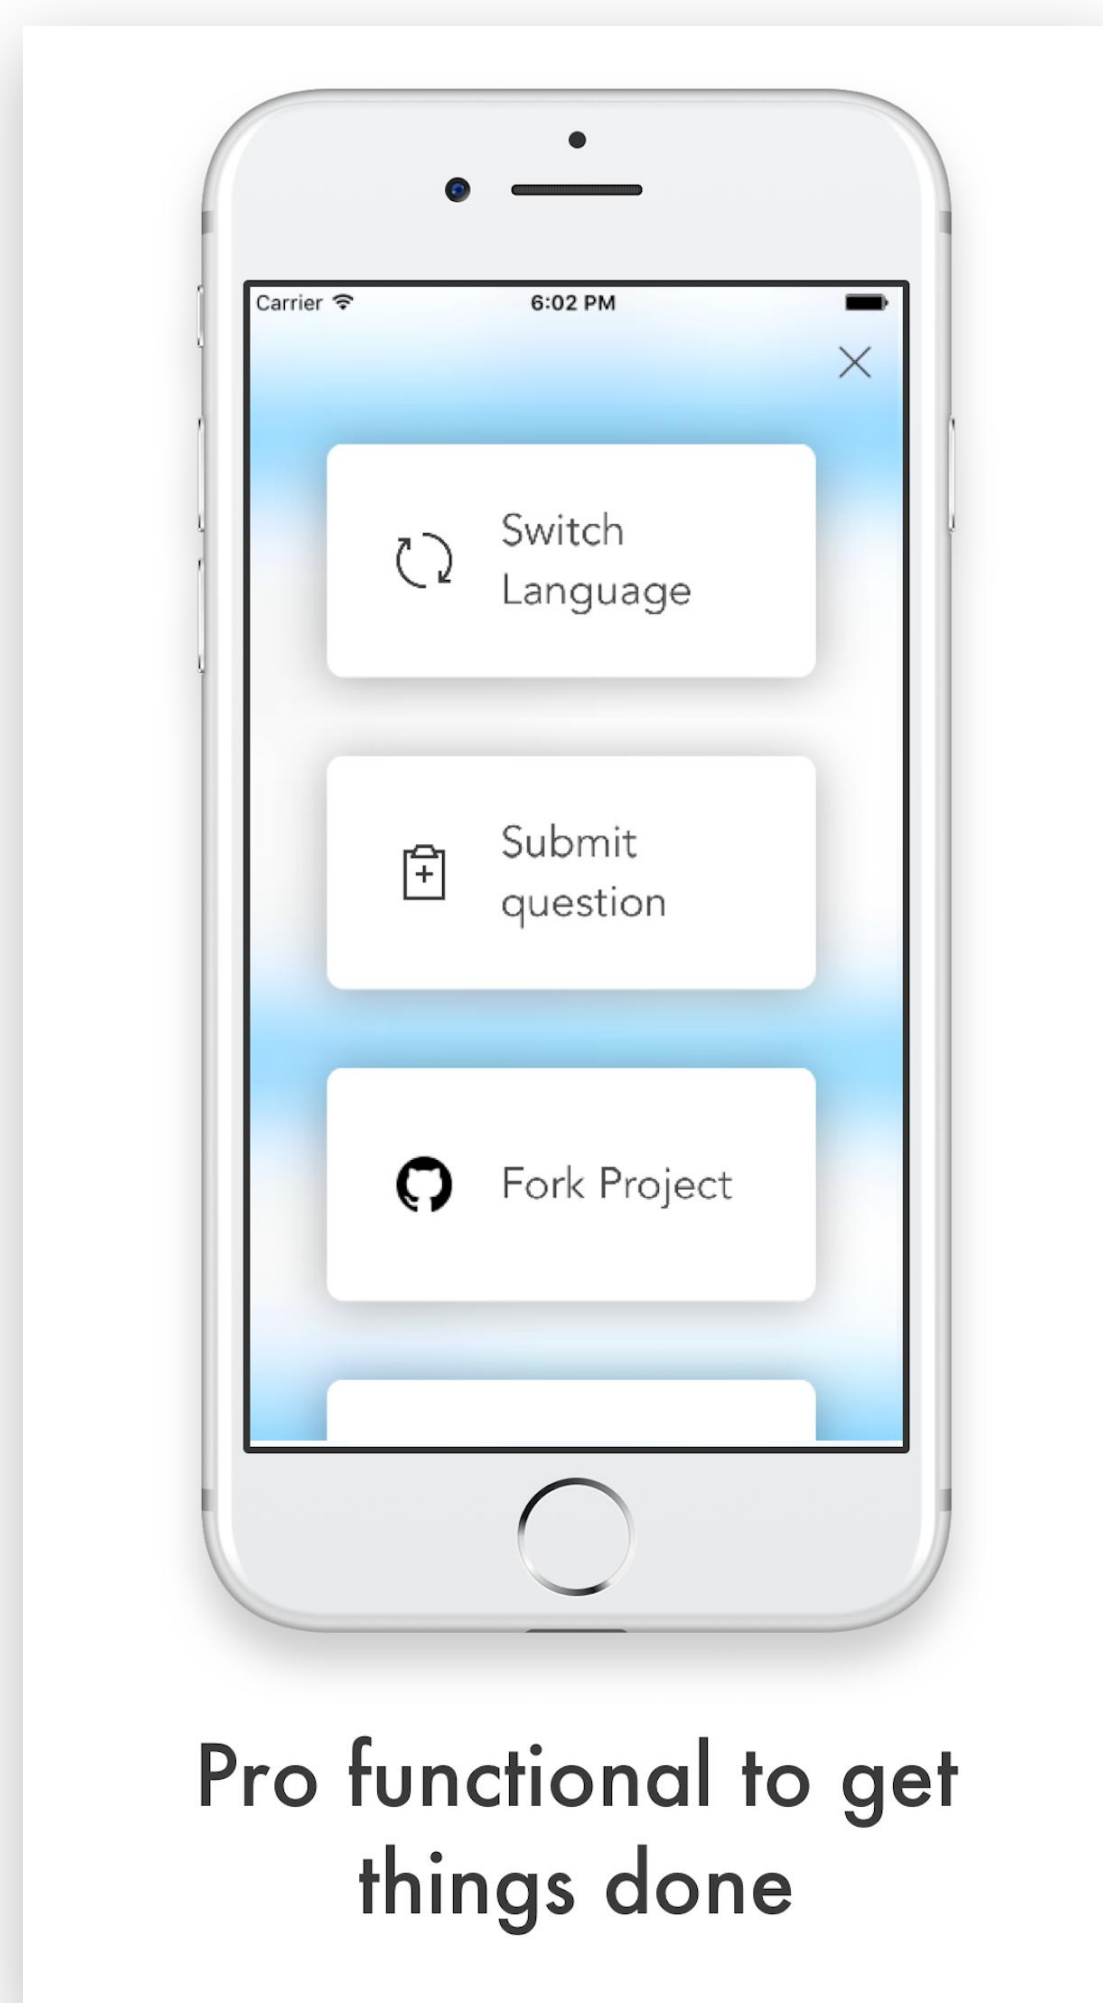 Carrier
6:02 PM
Switch
Language
Submit
question
Fork Project
Pro functional to get
things done